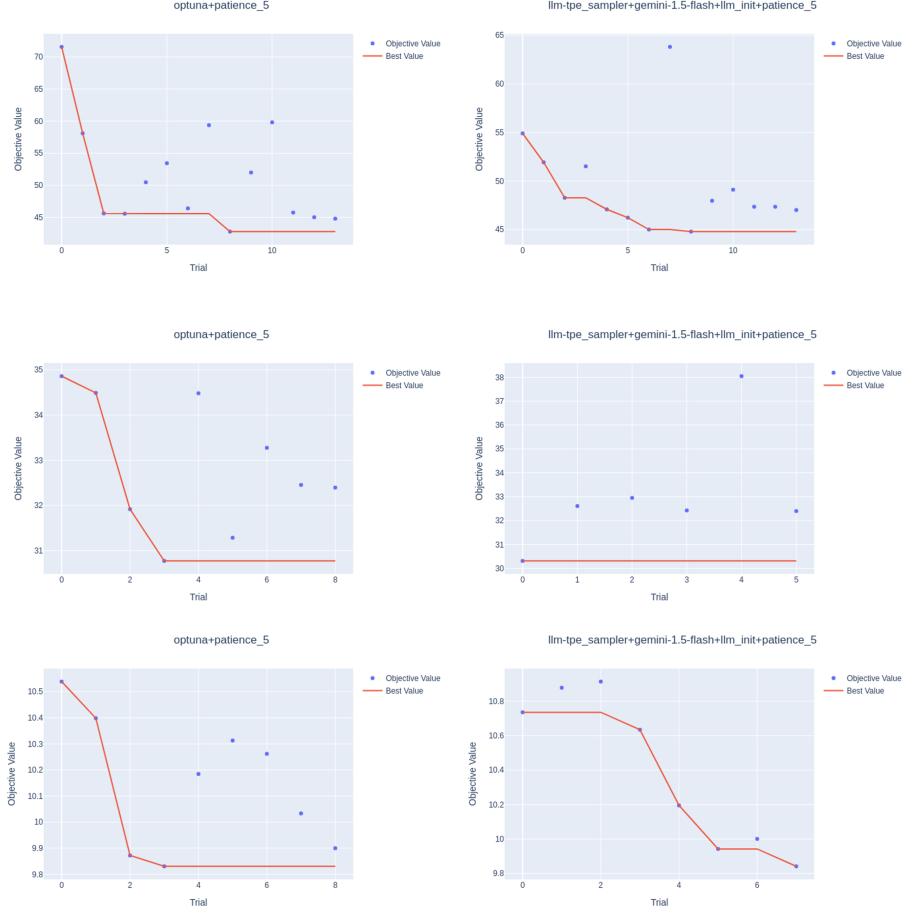 optuna+patience_5
Objective Value
Best Value
70
65
60
55
50
45
0
5
10
Objective Value
Trial
llm-tpe_sampler+gemini-1.5-flash+llm_init+patience_5
Objective Value
Best Value
65
60
55
50
45
0
5
10
Objective Value
Trial
optuna+patience_5
Objective Value
Best Value
35
34
33
32
31
0
2
4
6
8
Objective Value
Trial
llm-tpe_sampler+gemini-1.5-flash+llm_init+patience_5
Objective Value
Best Value
38
37
36
35
34
33
32
31
30
0
1
2
3
4
5
Objective Value
Trial
optuna+patience_5
Objective Value
Best Value
10.5
10.4
10.3
10.2
10.1
10
9.9
9.8
0
2
4
6
8
Objective Value
Trial
llm-tpe_sampler+gemini-1.5-flash+llm_init+patience_5
Objective Value
Best Value
10.8
10.6
10.4
10.2
10
9.8
0
2
4
6
Objective Value
Trial